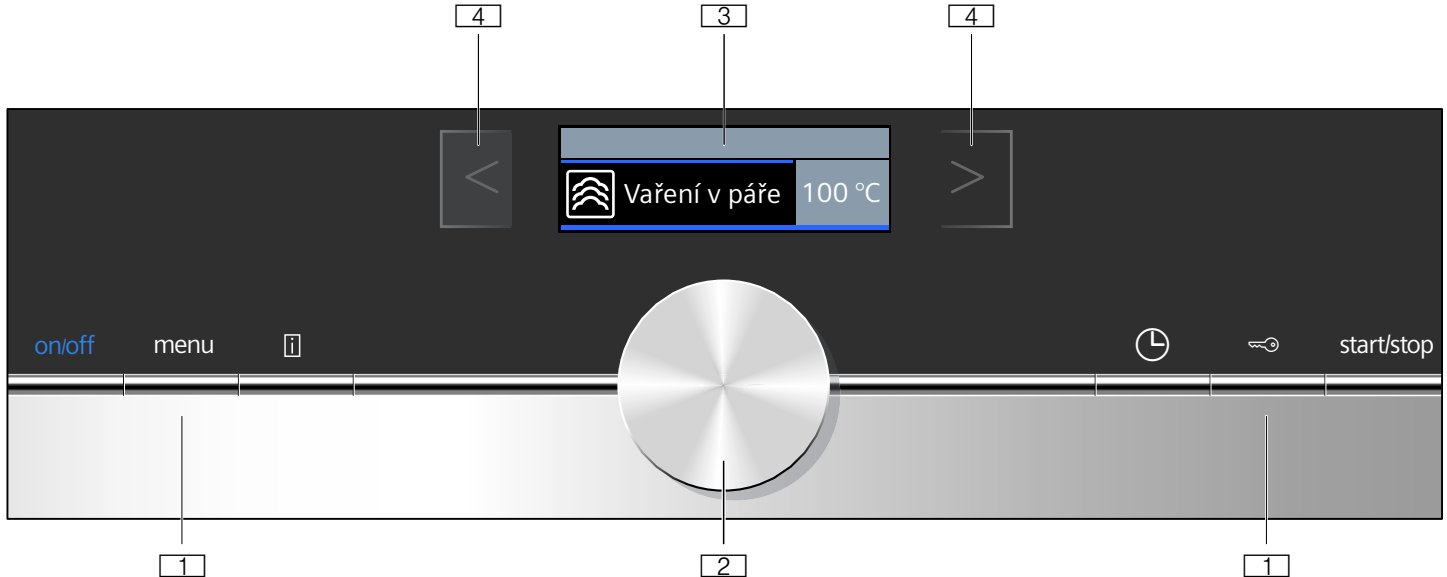 4 3 4
< >
Vaření v páře 100 °C
on/off menu i start/stop
1 2 1